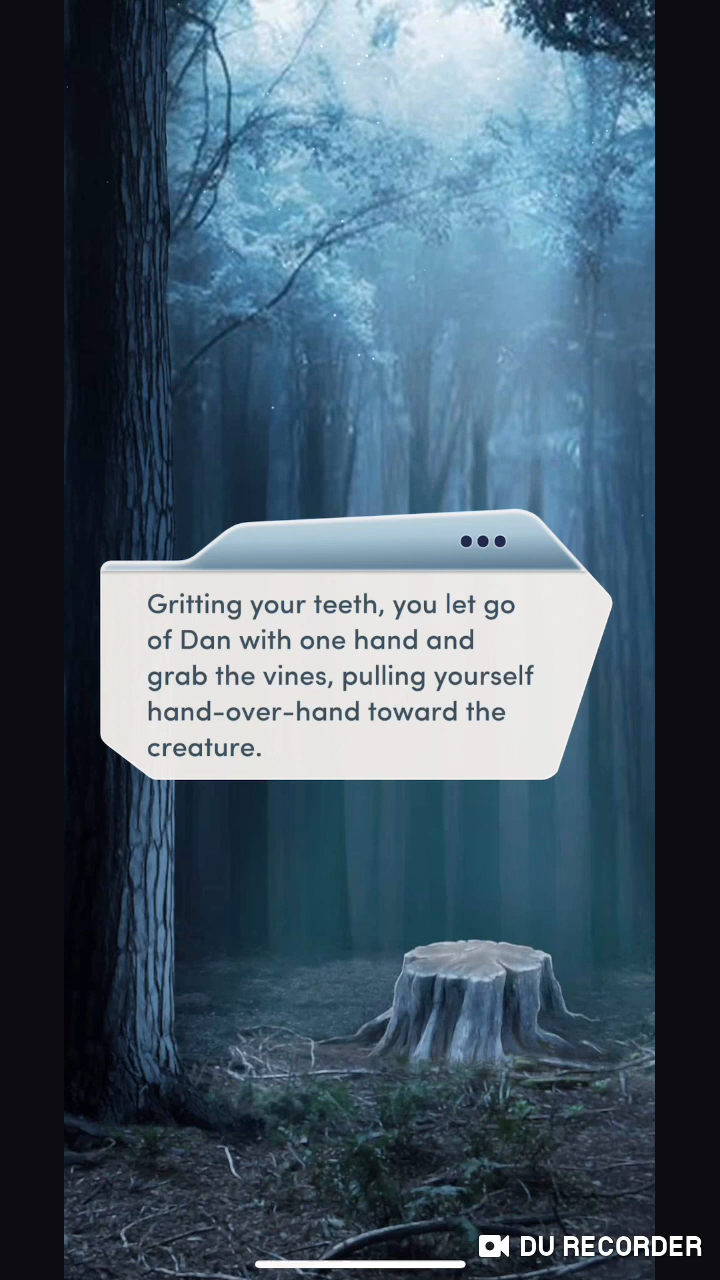 Gritting your teeth, you let go
of Dan with one hand and
grab the vines, pulling yourself
hand-over-hand toward the
creature.
DU RECORDER